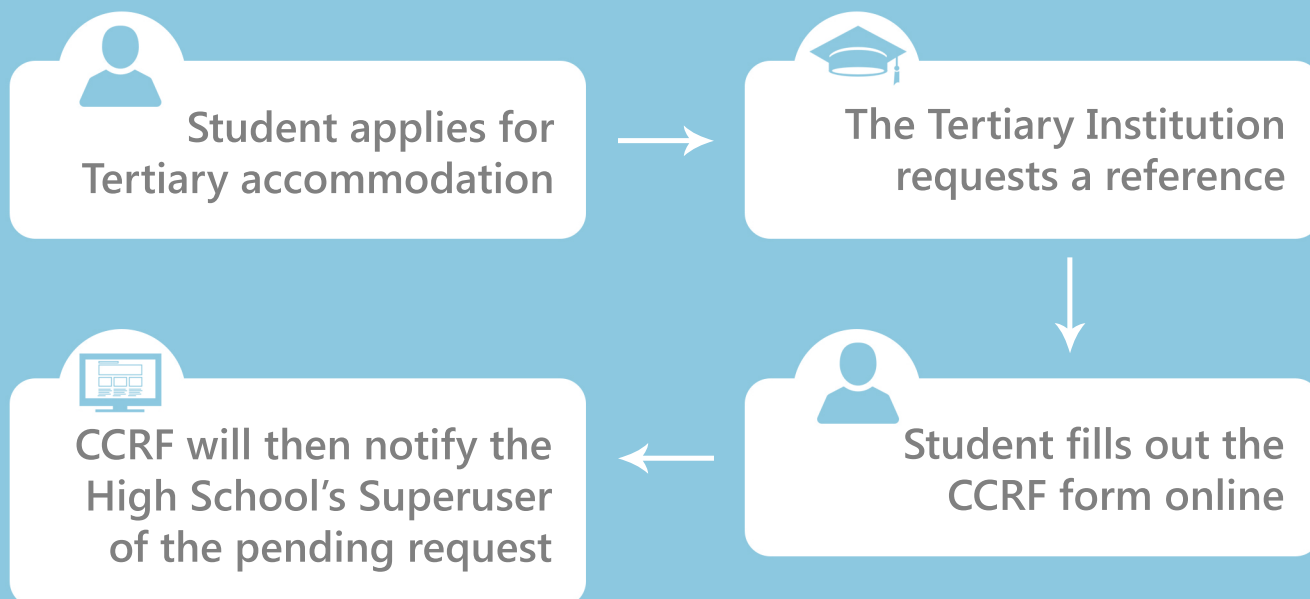 Student applies for
Tertiary accommodation
The Tertiary Institution
requests a reference
Student fills out the
CCRF form online
CCRF will then notify the
High School’s Superuser
of the pending request